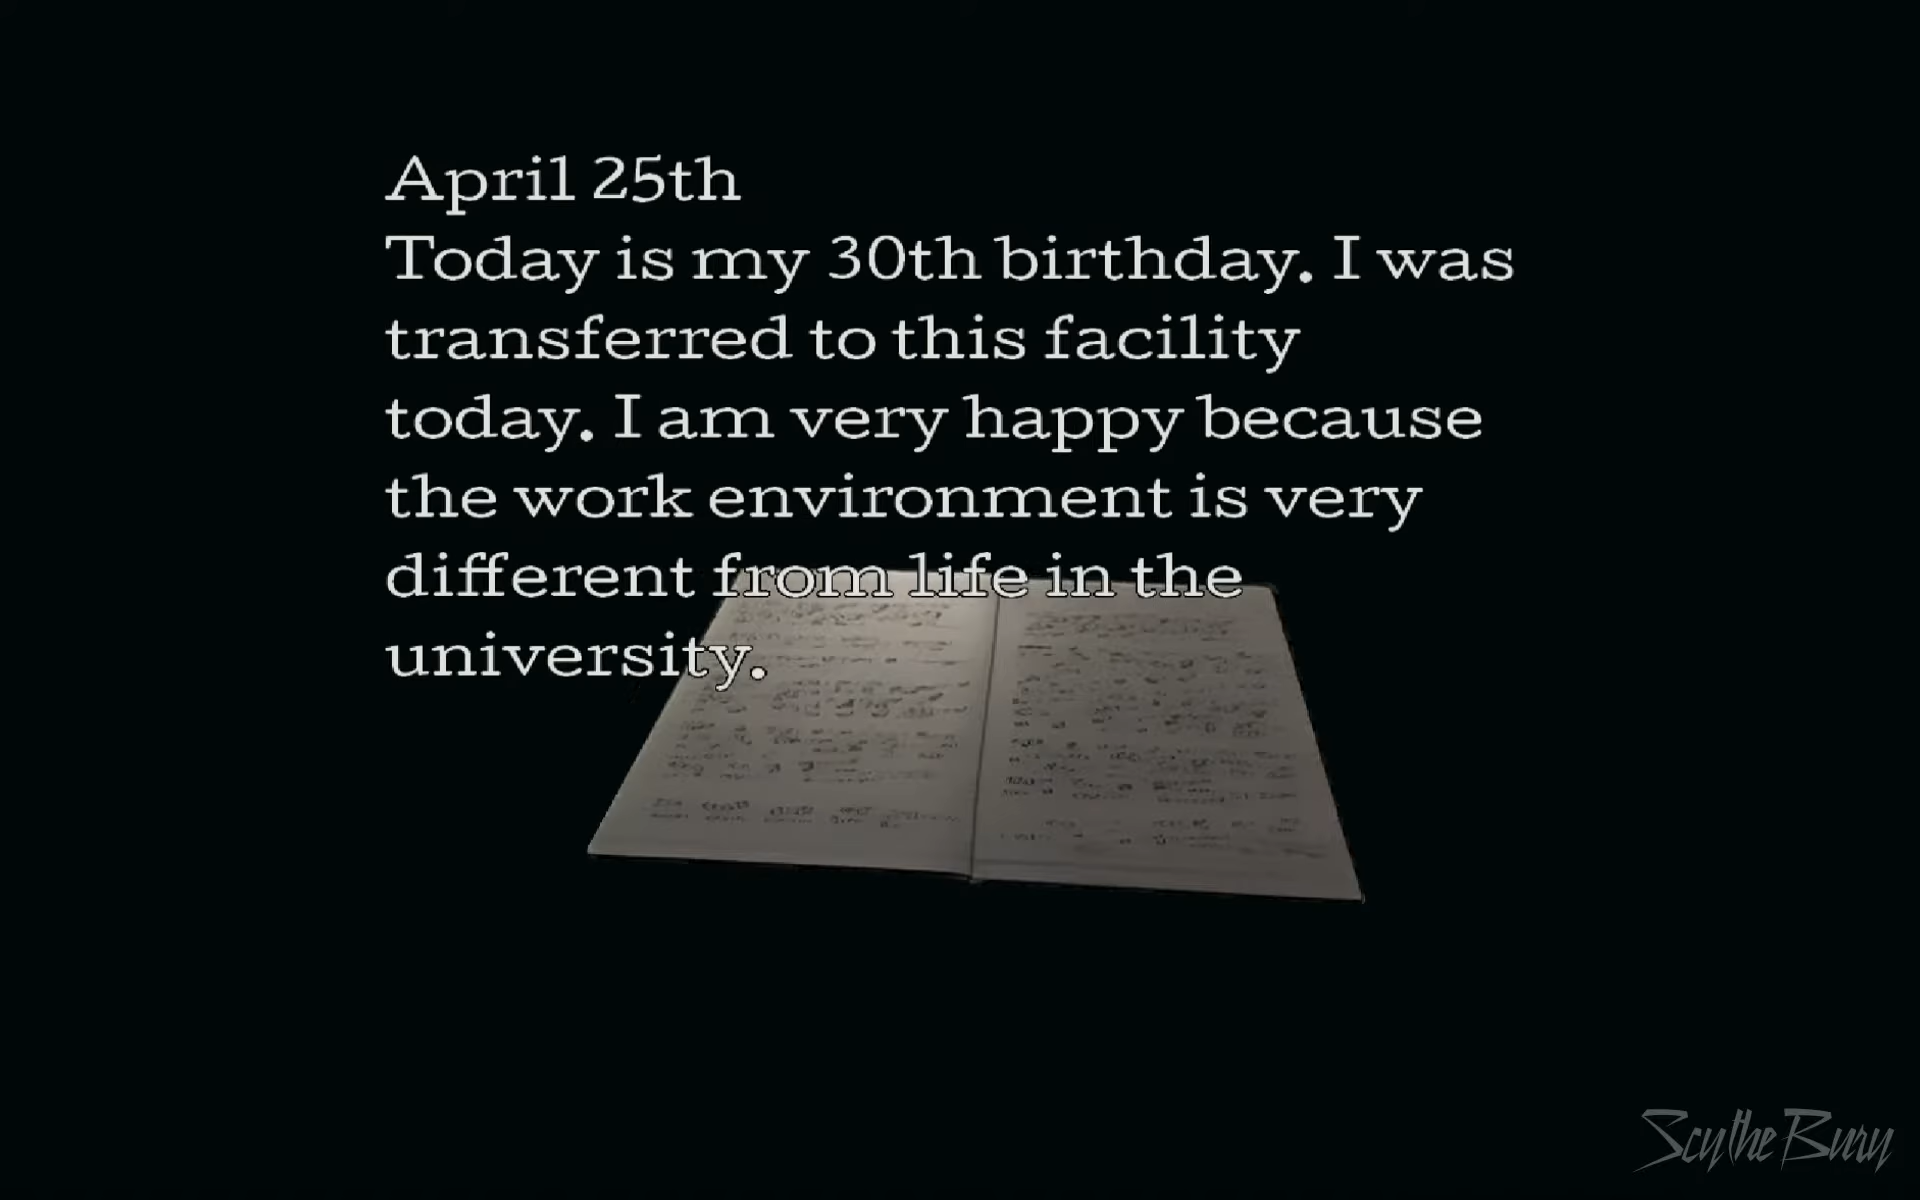 April 25th
Today is my 30th birthday. I was
transferred to this facility
today. I am very happy because
the work environment is very
different from life in the
university.
ScytheBury